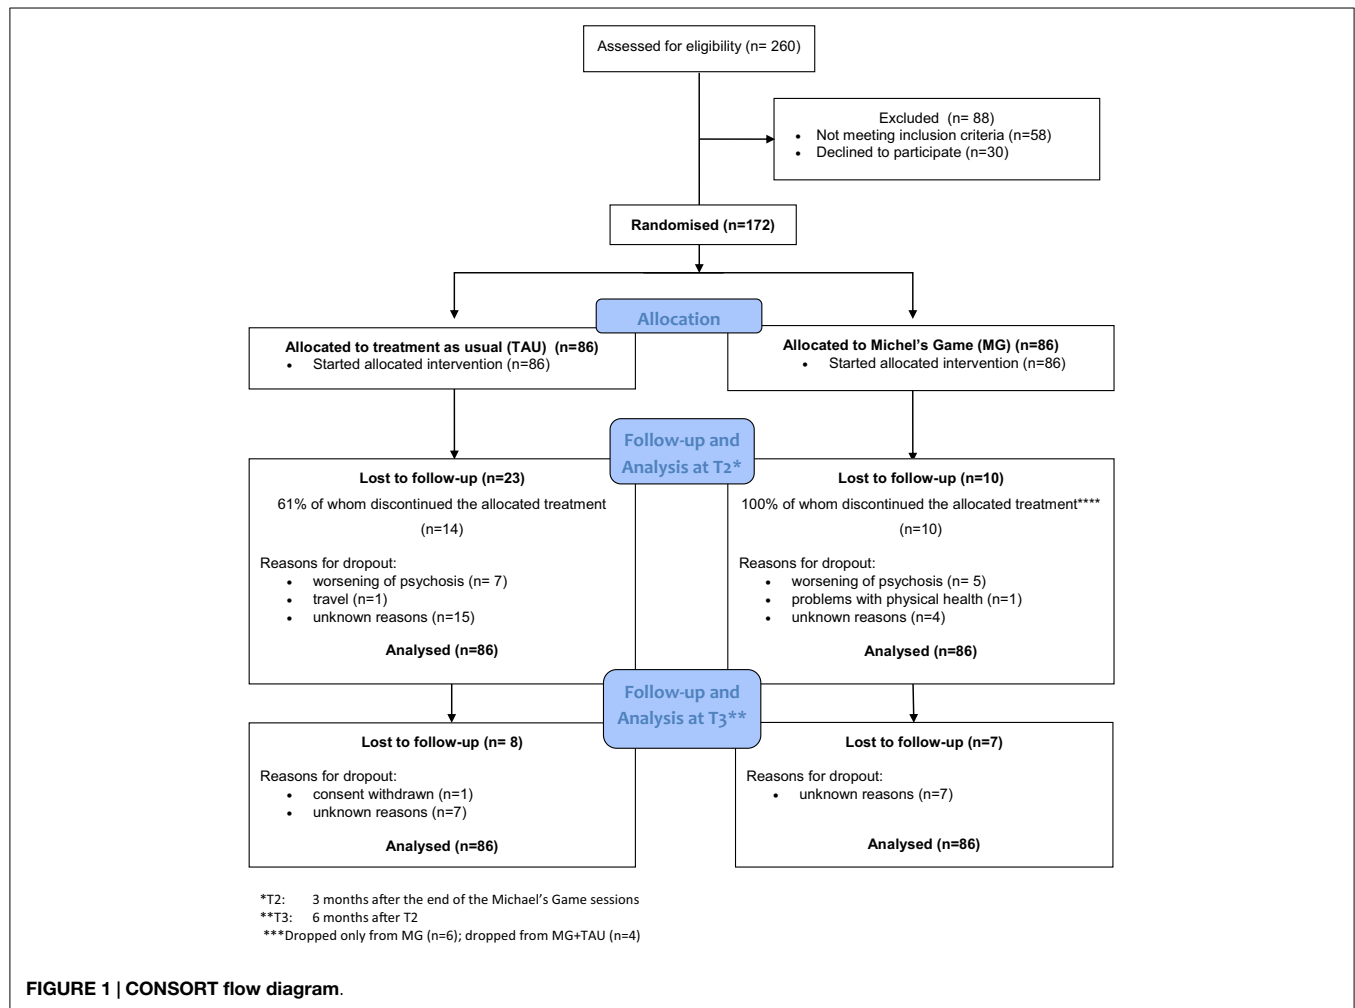 Assessed for eligibility (n= 260)
Excluded  (n= 88)
• Not meeting inclusion criteria (n=58)
• Declined to participate (n=30)
Randomised (n=172)
Allocation
Allocated to treatment as usual (TAU)  (n=86)
• Started allocated intervention (n=86)
Allocated to Michel's Game (MG) (n=86)
• Started allocated intervention (n=86)
Follow-up and
Analysis at T2*
Lost to follow-up (n=23)
61% of whom discontinued the allocated treatment
(n=14)
Reasons for dropout:
• worsening of psychosis (n= 7)
• travel (n=1)
• unknown reasons (n=15)
Analysed (n=86)
Lost to follow-up (n=10)
100% of whom discontinued the allocated treatment****
(n=10)
Reasons for dropout:
• worsening of psychosis (n= 5)
• problems with physical health (n=1)
• unknown reasons (n=4)
Analysed (n=86)
Follow-up and
Analysis at T3**
Lost to follow-up (n= 8)
Reasons for dropout:
• consent withdrawn (n=1)
• unknown reasons (n=7)
Analysed (n=86)
Lost to follow-up (n=7)
Reasons for dropout:
• unknown reasons (n=7)
Analysed (n=86)
*T2: 3 months after the end of the Michael's Game sessions
**T3: 6 months after T2
***Dropped only from MG (n=6); dropped from MG+TAU (n=4)
FIGURE 1 | CONSORT flow diagram.